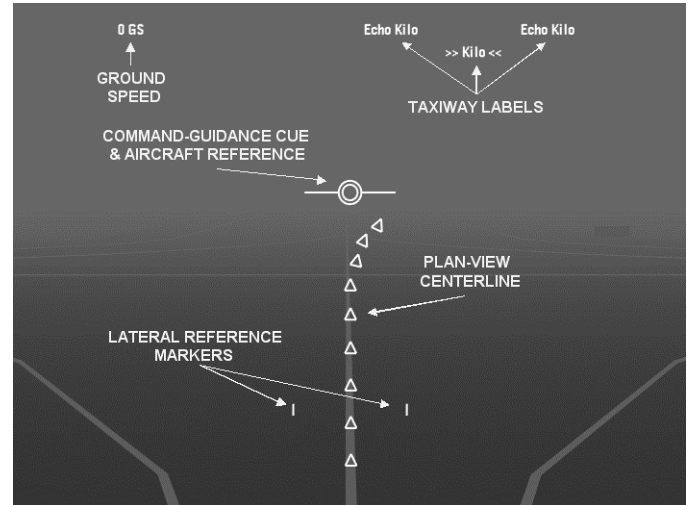 0 GS
Echo Kilo
Echo Kilo
>> Kilo <<
GROUND
SPEED
TAXIWAY LABELS
COMMAND-GUIDANCE CUE
& AIRCRAFT REFERENCE
PLAN-VIEW
CENTERLINE
LATERAL REFERENCE
MARKERS